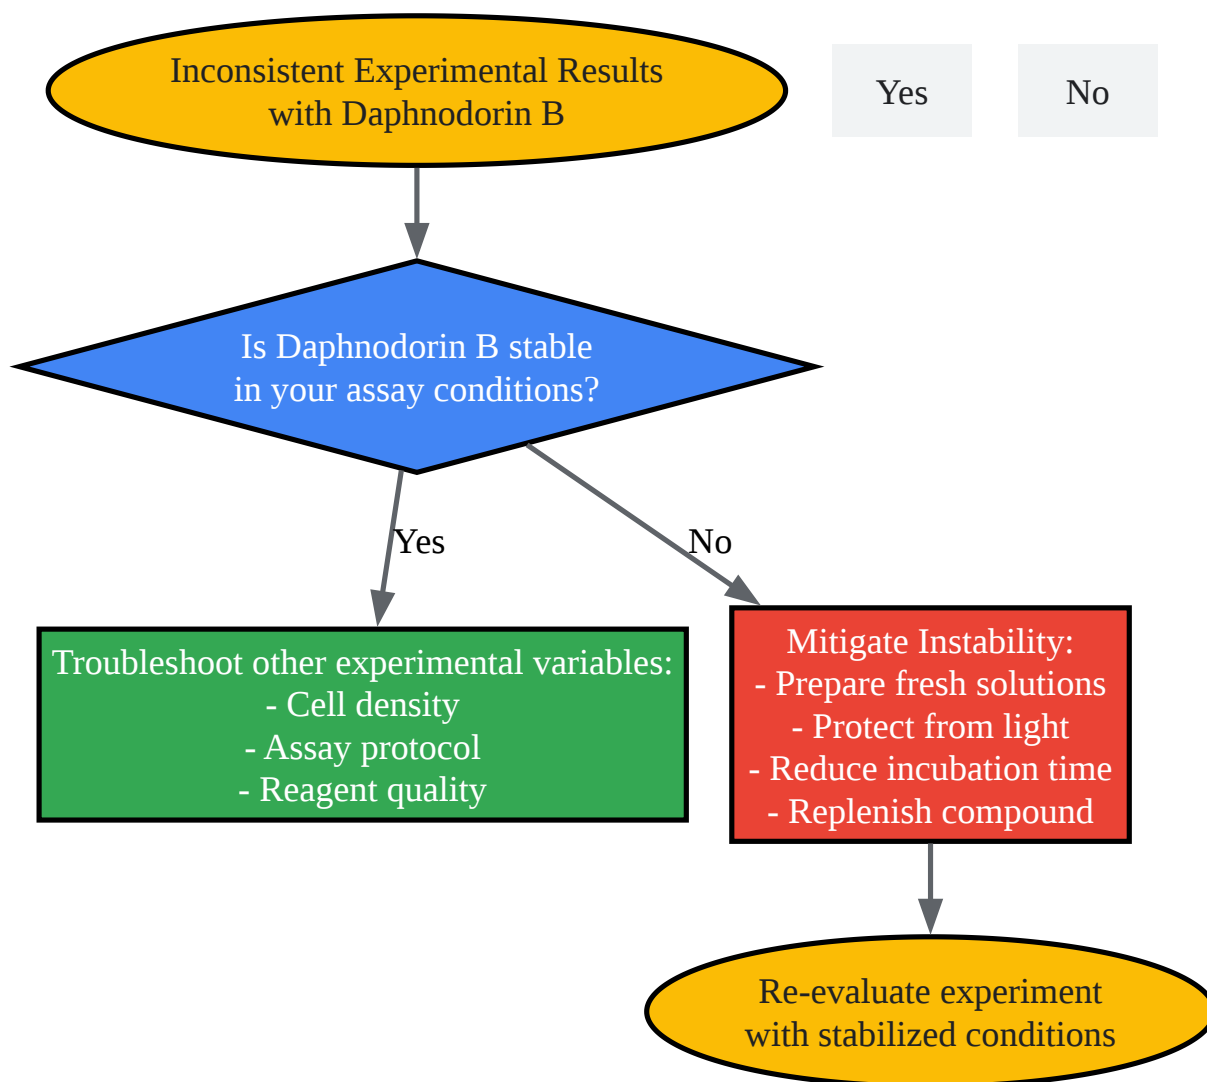 Inconsistent Experimental Results
with Daphnodorin B
Yes
No
Is Daphnodorin B stable
in your assay conditions?
Yes
No
Troubleshoot other experimental variables:
- Cell density
- Assay protocol
- Reagent quality
Mitigate Instability:
- Prepare fresh solutions
- Protect from light
- Reduce incubation time
- Replenish compound
Re-evaluate experiment
with stabilized conditions